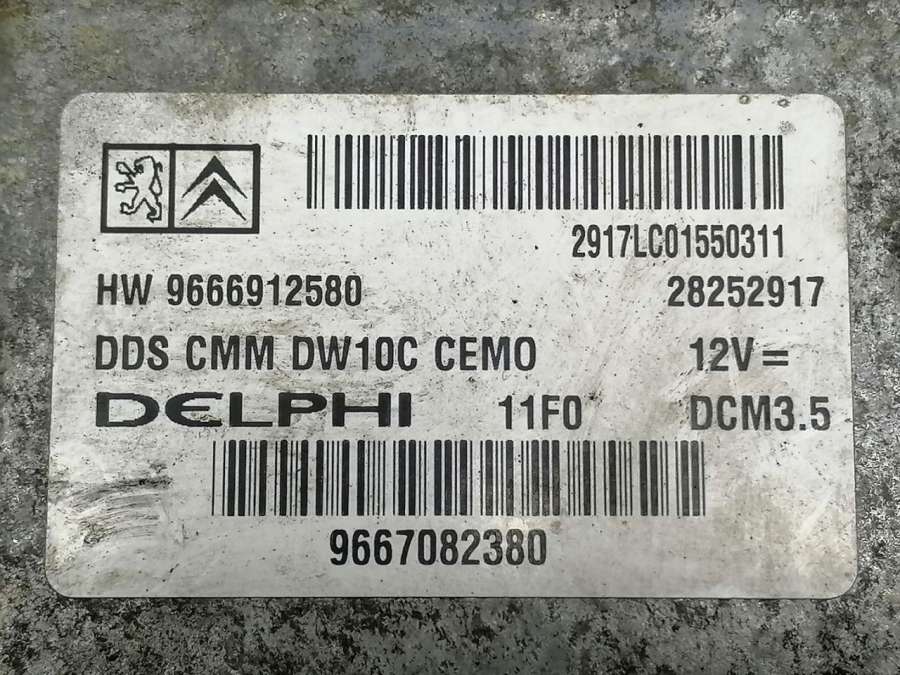 2917LC01550311
HW 9666912580 28252917
DDS CMM DW10C CEMO 12V=
DELPHI 11F0 DCM3.5
9667082380